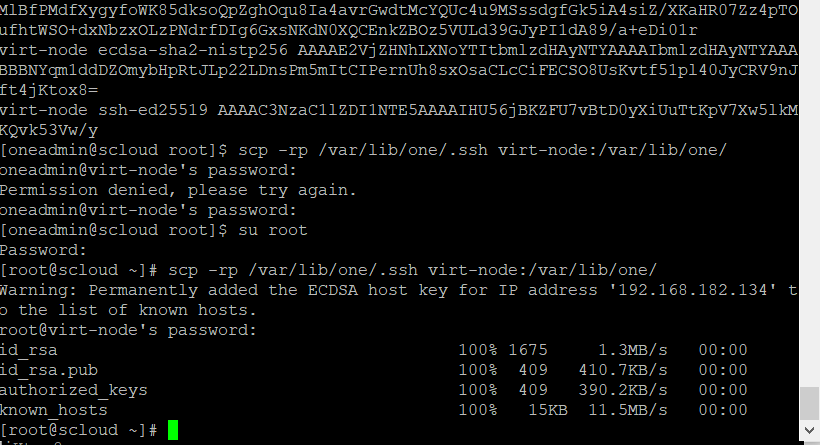 MlBfPMdfXygyfoWK85dksoQpZghOqu8Ia4avrGwdtMcYQUc4u9MSssdgfGk5iA4siZ/XKaHR07Zz4pTO
ufhtWSO+dxNbzxOLzPNdrfDIg6GxsNKdN0XQCEnkZBOz5VULd39GJyPI1dA89/a+eDi01r
virt-node ecdsa-sha2-nistp256 AAAAE2VjZHNhLXNoYTItbmlzdHAyNTYAAAAIbmlzdHAyNTYAAA
BBBNYqm1ddDZOmybHpRtJLp22LDnsPm5mItCIPernUh8sxOsaCLcCiFECSO8UsKvtf51pl40JyCRV9nJ
ft4jKtox8=
virt-node ssh-ed25519 AAAAC3NzaC1lZDI1NTE5AAAAIHU56jBKZFU7vBtD0yXiUuTtKpV7Xw5lkM
KQvk53Vw/y
[oneadmin@scloud root]$ scp -rp /var/lib/one/.ssh virt-node:/var/lib/one/
oneadmin@virt-node's password:
Permission denied, please try again.
oneadmin@virt-node's password:
[oneadmin@scloud root]$ su root
Password:
[root@scloud ~]# scp -rp /var/lib/one/.ssh virt-node:/var/lib/one/
Warning: Permanently added the ECDSA host key for IP address '192.168.182.134' t
o the list of known hosts.
root@virt-node's password:
id_rsa 100% 1675 1.3MB/s 00:00
id_rsa.pub 100% 409 410.7KB/s 00:00
authorized_keys 100% 409 390.2KB/s 00:00
known_hosts 100% 15KB 11.5MB/s 00:00
[root@scloud ~]#